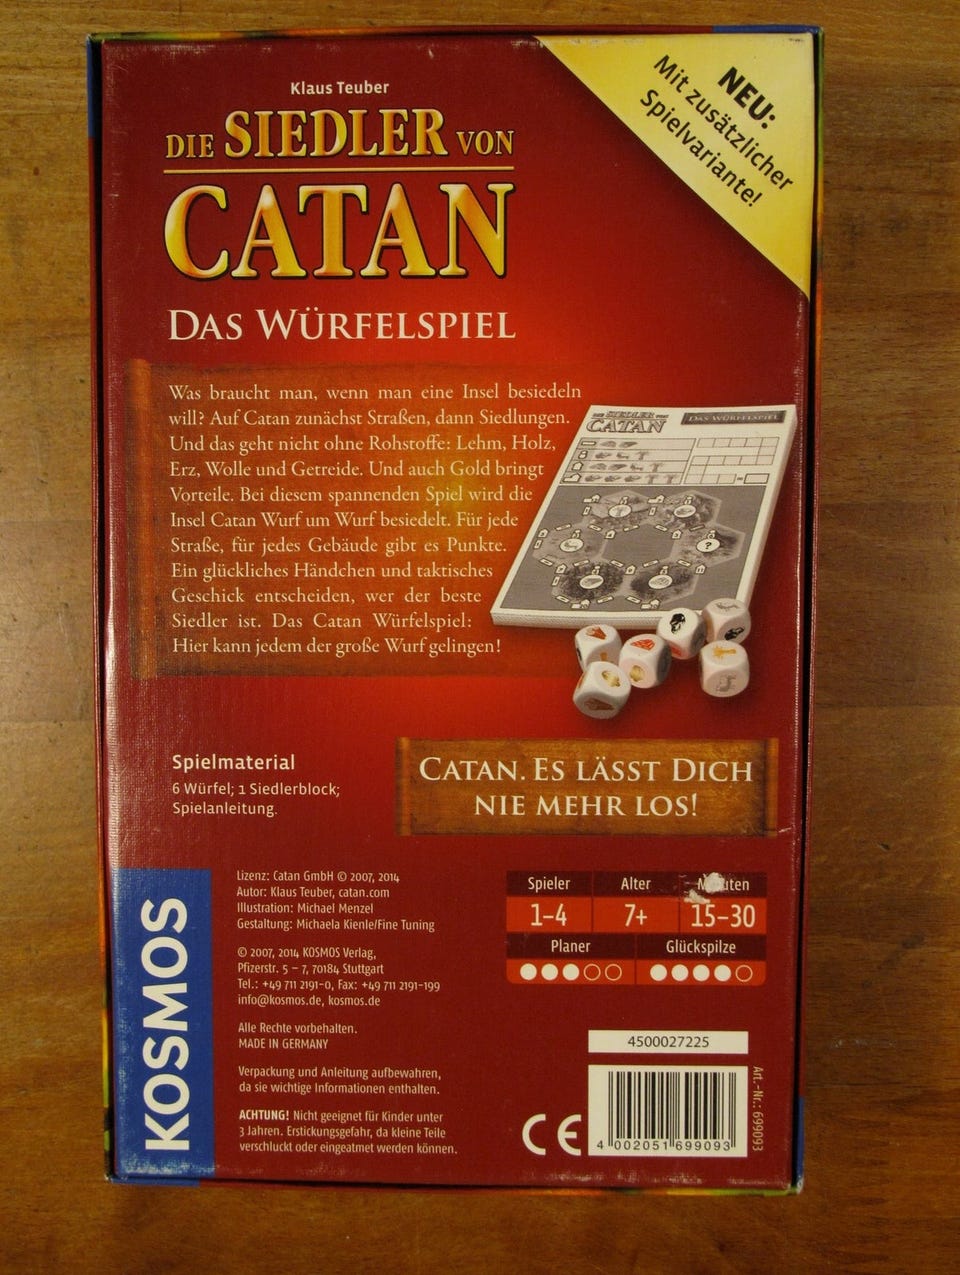 Klaus Teuber
DIE SIEDLER VON
CATAN
DAS WÜRFELSPIEL
NEU:
Mit zusätzlicher
Spielvariante!
Was braucht man, wenn man eine Insel besiedeln
will? Auf Catan zunächst Straßen, dann Siedlungen.
Und das geht nicht ohne Rohstoffe: Lehm, Holz,
Erz, Wolle und Getreide. Und auch Gold bringt
Vorteile. Bei diesem spannenden Spiel wird die
Insel Catan Wurf um Wurf besiedelt. Für jede
Straße, für jedes Gebäude gibt es Punkte.
Ein glückliches Händchen und taktisches
Geschick entscheiden, wer der beste
Siedler ist. Das Catan Würfelspiel:
Hier kann jedem der große Wurf gelingen!
DIE SIEDLER VON
CATAN
DAS WÜRFELSPIEL
?
Spielmaterial
6 Würfel; 1 Siedlerblock;
Spielanleitung.
CATAN. ES LÄSST DICH
NIE MEHR LOS!
KOSMOS
Lizenz: Catan GmbH © 2007, 2014
Autor: Klaus Teuber, catan.com
Illustration: Michael Menzel
Gestaltung: Michaela Kienle/Fine Tuning
© 2007, 2014 KOSMOS Verlag,
Pfizerstr. 5 – 7, 70184 Stuttgart
Tel.: +49 711 2191-0, Fax: +49 711 2191-199
info@kosmos.de, kosmos.de
Alle Rechte vorbehalten.
MADE IN GERMANY
Verpackung und Anleitung aufbewahren,
da sie wichtige Informationen enthalten.
ACHTUNG! Nicht geeignet für Kinder unter
3 Jahren. Erstickungsgefahr, da kleine Teile
verschluckt oder eingeatmet werden können.
Spieler Alter Minuten
1–4 7+ 15–30
Planer Glückspilze
4500027225
CE
4 002051 699093
Art.-Nr.: 699093